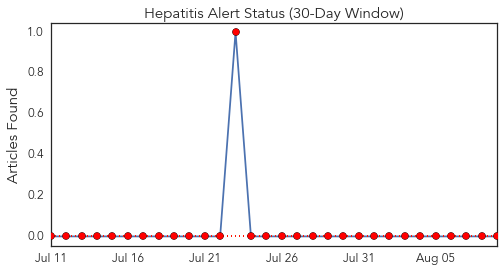 Hepatitis Alert Status (30-Day Window)
Articles Found
1.0
0.8
0.6
0.4
0.2
0.0
Jul 11 Jul 16 Jul 21 Jul 26 Jul 31 Aug 05